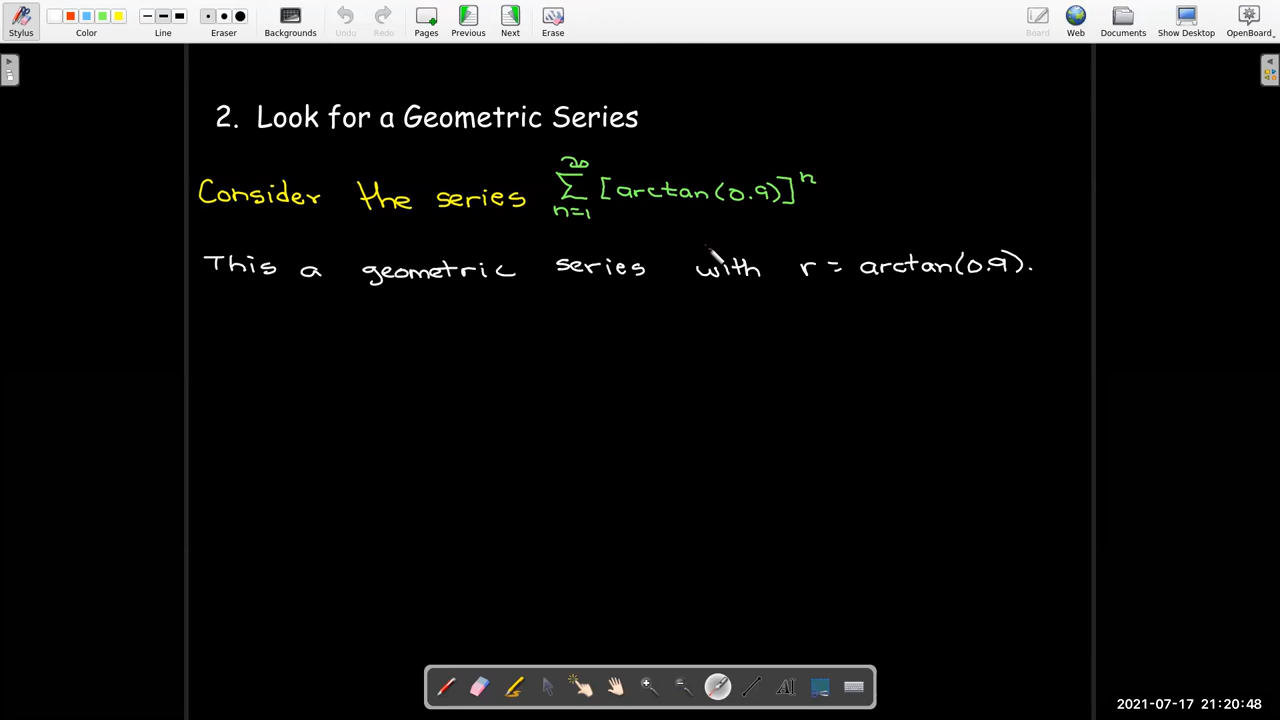 Stylus Color Line Eraser Backgrounds Undo Redo Pages Previous Next Erase Board Web Documents Show Desktop OpenBoard
2. Look for a Geometric Series
Consider the series ∑ n=1 ∞ [arctan(0.9)]^n
This a geometric series with r = arctan(0.9).
AI
2021-07-17 21:20:48